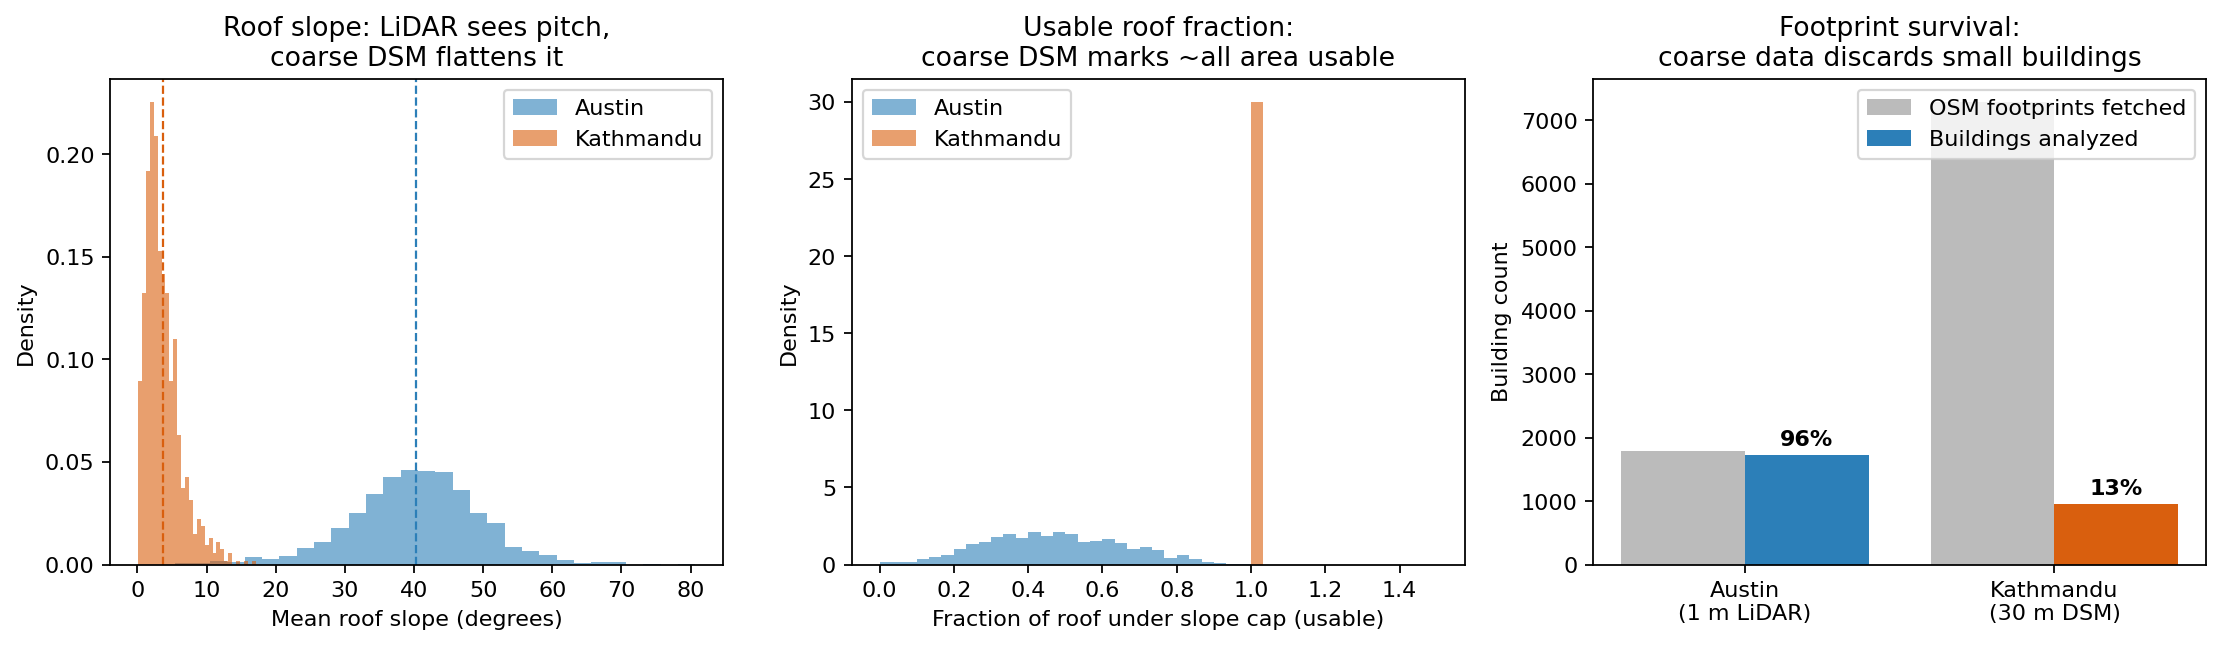 Roof slope: LiDAR sees pitch,
coarse DSM flattens it
Density
0.20
0.15
0.10
0.05
0.00
Austin
Kathmandu
0 10 20 30 40 50 60 70 80
Mean roof slope (degrees)
Usable roof fraction:
coarse DSM marks ~all area usable
Density
30
25
20
15
10
5
0
Austin
Kathmandu
0.0 0.2 0.4 0.6 0.8 1.0 1.2 1.4
Fraction of roof under slope cap (usable)
Footprint survival:
coarse data discards small buildings
Building count
7000
6000
5000
4000
3000
2000
1000
0
OSM footprints fetched
Buildings analyzed
96%
13%
Austin
(1 m LiDAR)
Kathmandu
(30 m DSM)